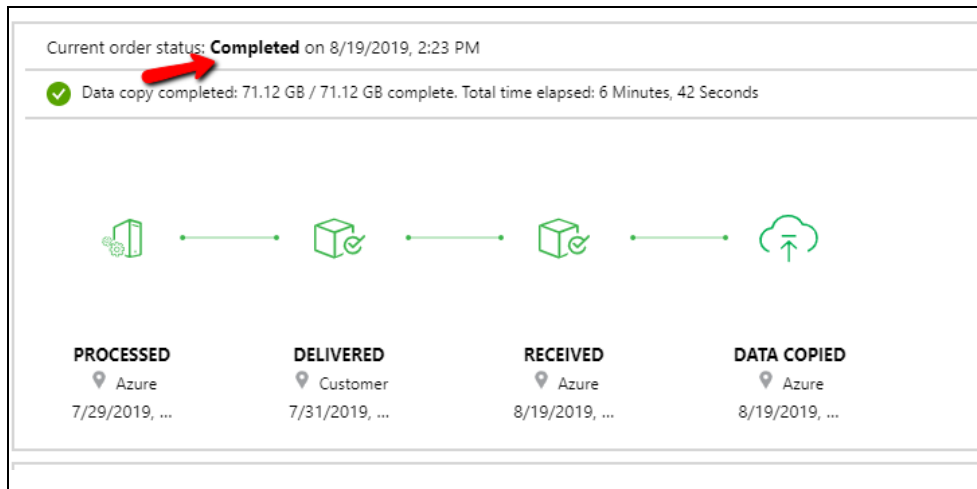 Current order status: Completed on 8/19/2019, 2:23 PM
Data copy completed: 71.12 GB / 71.12 GB complete. Total time elapsed: 6 Minutes, 42 Seconds
PROCESSED DELIVERED RECEIVED DATA COPIED
Azure Customer Azure Azure
7/29/2019, ... 7/31/2019, ... 8/19/2019, ... 8/19/2019, ...